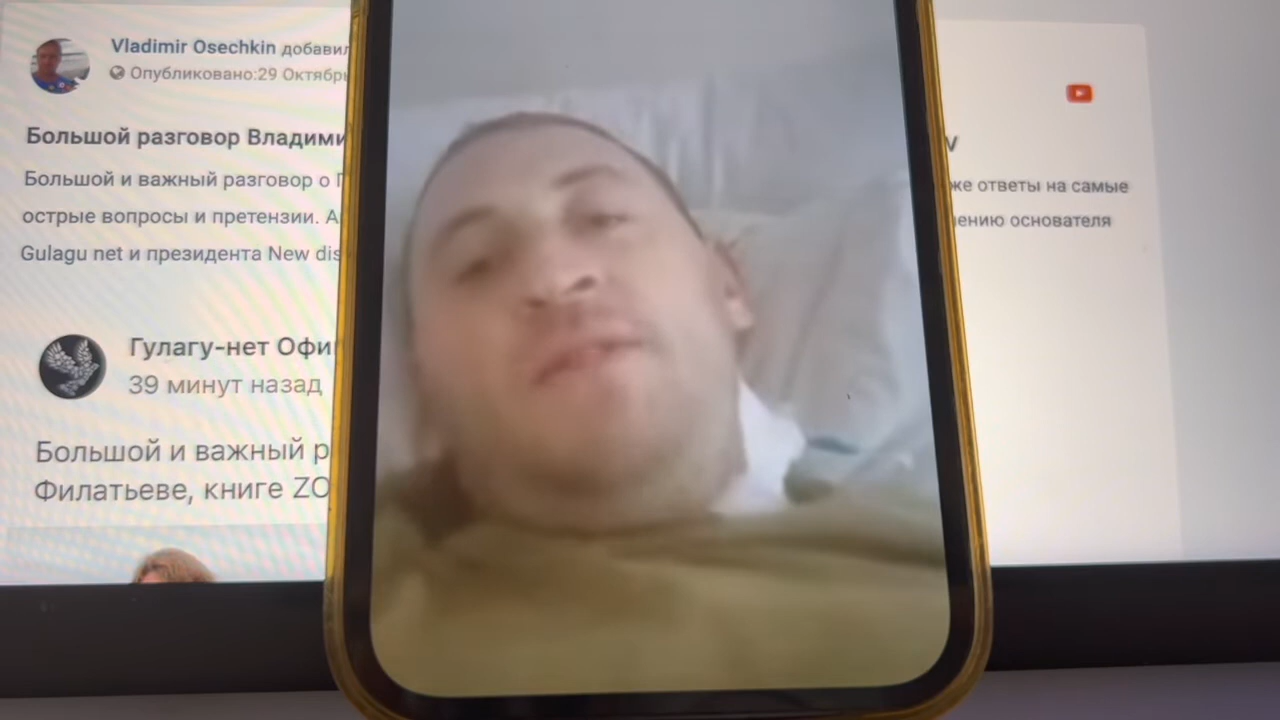 Vladimir Osechkin добавил
Опубликовано:29 Октябрь
Большой разговор Владими
Большой и важный разговор о
же ответы на самые
острые вопросы и претензии.
ению основателя
Gulagu net и президента New dis
Гулагу-нет Офи
39 минут назад
Большой и важный р
Филатьеве, книге ZO